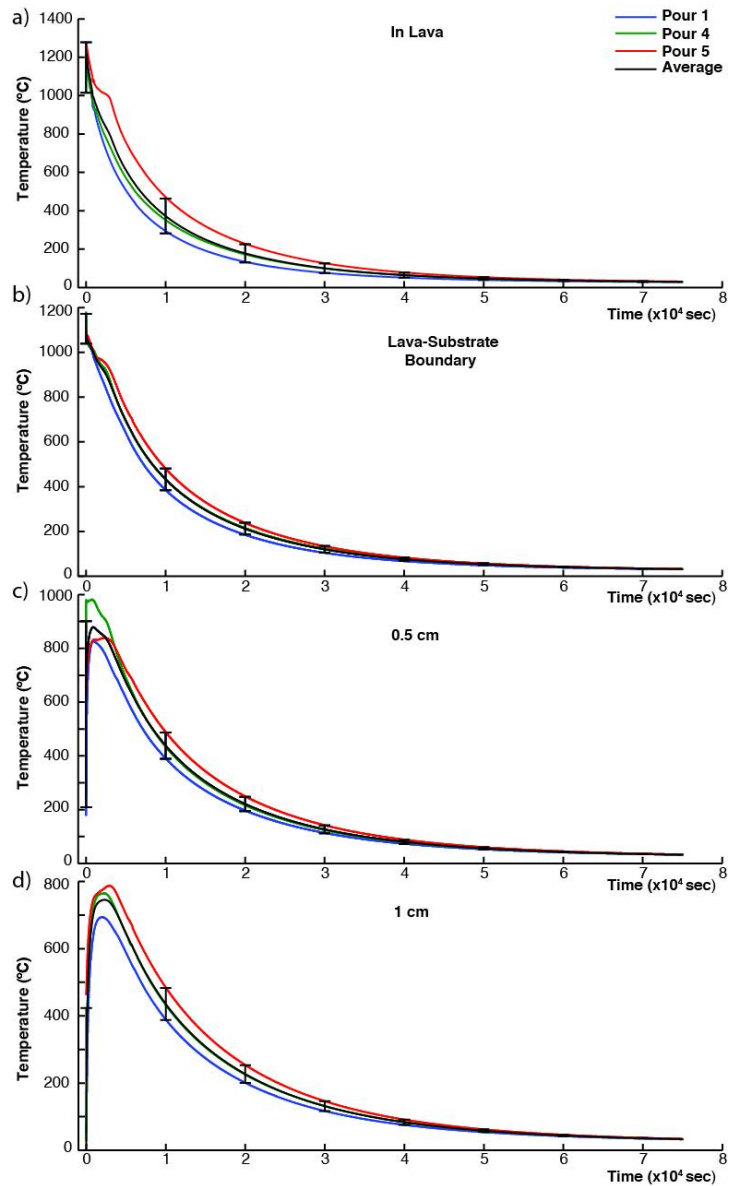 a)
In Lava
Pour 1
Pour 4
Pour 5
Average
Temperature (ºC)
1400
1200
1000
800
600
400
200
0
0 1 2 3 4 5 6 7 8
Time (x10⁴ sec)
b)
Lava-Substrate
Boundary
Temperature (ºC)
1200
1000
800
600
400
200
0
0 1 2 3 4 5 6 7 8
Time (x10⁴ sec)
c)
0.5 cm
Temperature (ºC)
1000
800
600
400
200
0
0 1 2 3 4 5 6 7 8
Time (x10⁴ sec)
d)
1 cm
Temperature (ºC)
800
600
400
200
0
0 1 2 3 4 5 6 7 8
Time (x10⁴ sec)